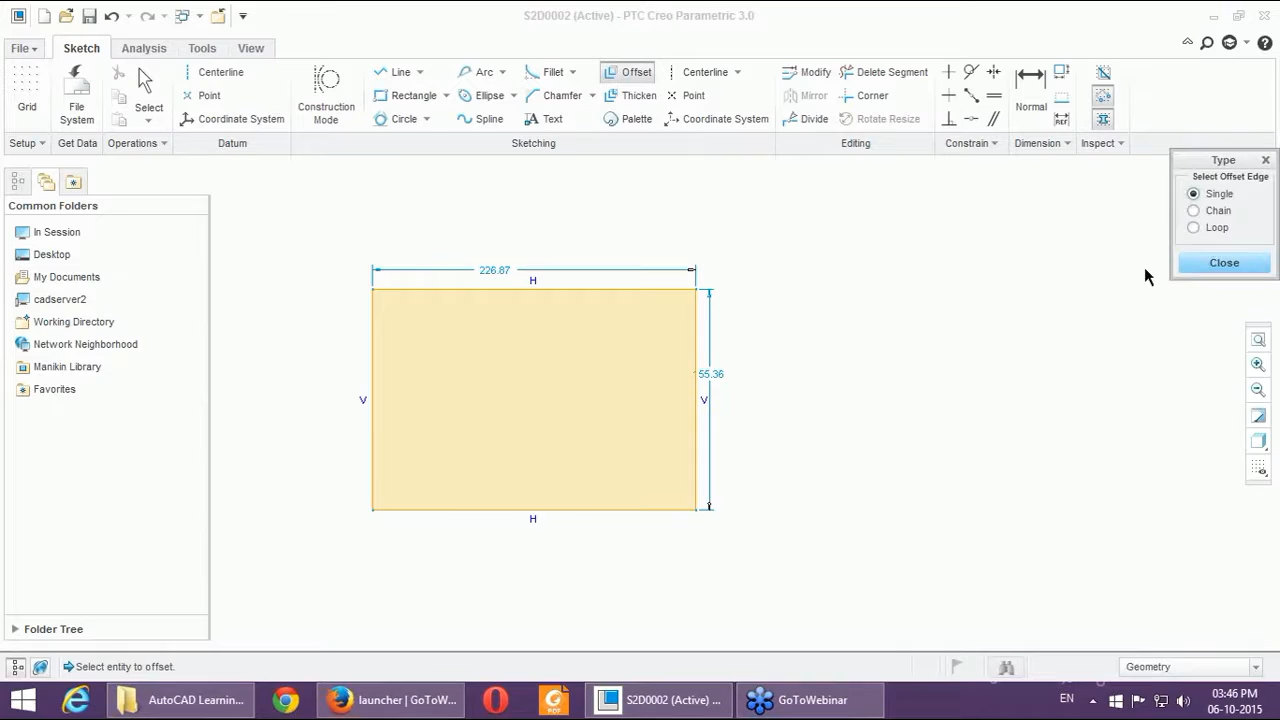 S2D0002 (Active) - PTC Creo Parametric 3.0
File Sketch Analysis Tools View
Grid
File System
Select
Centerline
Point
Coordinate System
Construction Mode
Line Arc Fillet Offset Centerline
Rectangle Ellipse Chamfer Thicken Point
Circle Spline Text Palette Coordinate System
Modify Delete Segment
Mirror Corner
Divide Rotate Resize
Normal
REF
Setup Get Data Operations Datum Sketching Editing Constrain Dimension Inspect
Type
Select Offset Edge
Single
Chain
Loop
Close
Common Folders
In Session
Desktop
My Documents
cadserver2
Working Directory
Network Neighborhood
Manikin Library
Favorites
Folder Tree
226.87
H
55.36
V
V
H
Select entity to offset.
Geometry
AutoCAD Learnin...
launcher | GoToW...
PDF
S2D0002 (Active) ...
GoToWebinar
EN
03:46 PM
06-10-2015